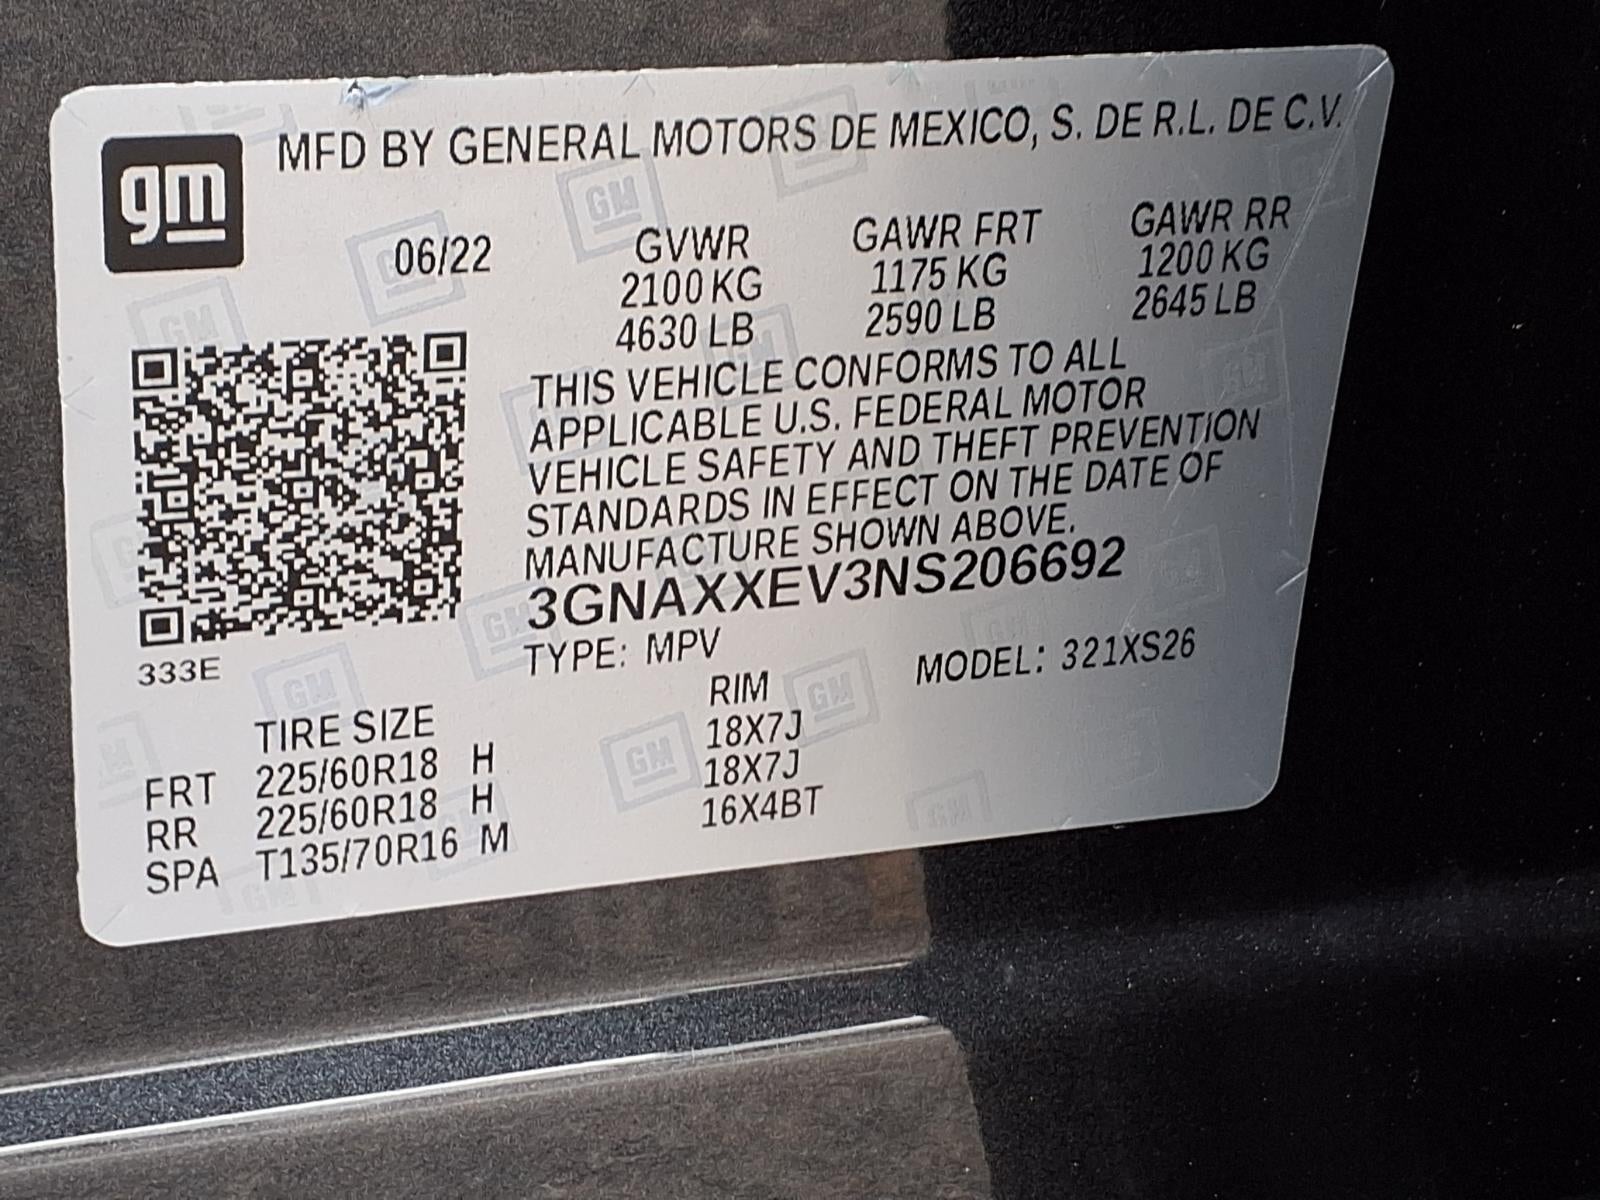 gm
MFD BY GENERAL MOTORS DE MEXICO, S. DE R.L. DE C.V.
06/22 GVWR GAWR FRT GAWR RR
2100 KG 1175 KG 1200 KG
4630 LB 2590 LB 2645 LB
THIS VEHICLE CONFORMS TO ALL
APPLICABLE U.S. FEDERAL MOTOR
VEHICLE SAFETY AND THEFT PREVENTION
STANDARDS IN EFFECT ON THE DATE OF
MANUFACTURE SHOWN ABOVE.
3GNAXXEV3NS206692
333E
TYPE: MPV MODEL: 321XS26
TIRE SIZE RIM
FRT 225/60R18 H 18X7J
RR 225/60R18 H 18X7J
SPA T135/70R16 M 16X4BT